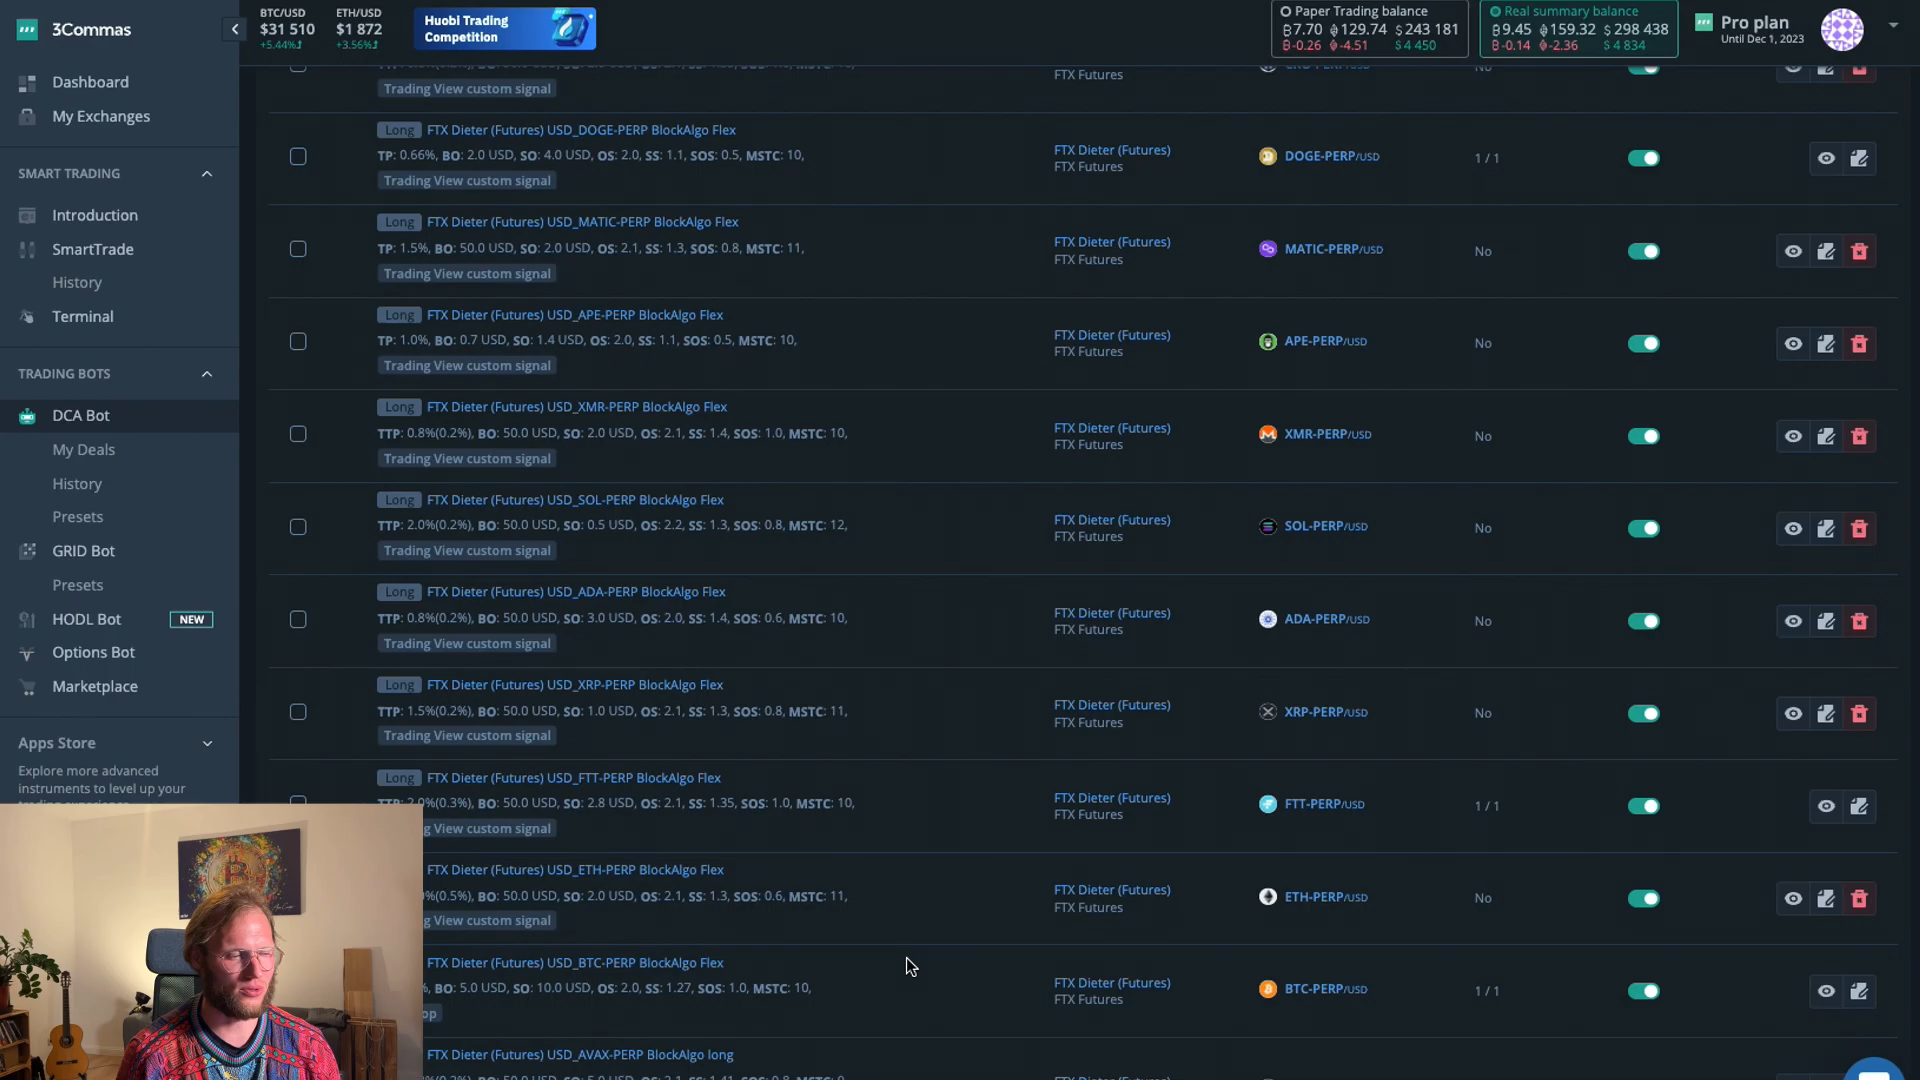 3Commas
BTC/USD
$31 510
+5.44%
ETH/USD
$1 872
+3.56%
Huobi Trading
Competition
Paper Trading balance
7.70 129.74 $ 243 181
-0.26 -4.51 $ 4 450
Real summary balance
9.45 159.32 $ 298 438
-0.14 -2.36 $ 4 834
Pro plan
Until Dec 1, 2023
Dashboard
My Exchanges
SMART TRADING
Introduction
SmartTrade
History
Terminal
TRADING BOTS
DCA Bot
My Deals
History
Presets
GRID Bot
Presets
HODL Bot NEW
Options Bot
Marketplace
Apps Store
Explore more advanced
instruments to level up your
Trading View custom signal
FTX Futures
No
Long FTX Dieter (Futures) USD_DOGE-PERP BlockAlgo Flex
TP: 0.66%, BO: 2.0 USD, SO: 4.0 USD, OS: 2.0, SS: 1.1, SOS: 0.5, MSTC: 10,
Trading View custom signal
FTX Dieter (Futures)
FTX Futures
DOGE-PERP/USD
1 / 1
Long FTX Dieter (Futures) USD_MATIC-PERP BlockAlgo Flex
TP: 1.5%, BO: 50.0 USD, SO: 2.0 USD, OS: 2.1, SS: 1.3, SOS: 0.8, MSTC: 11,
Trading View custom signal
FTX Dieter (Futures)
FTX Futures
MATIC-PERP/USD
No
Long FTX Dieter (Futures) USD_APE-PERP BlockAlgo Flex
TP: 1.0%, BO: 0.7 USD, SO: 1.4 USD, OS: 2.0, SS: 1.1, SOS: 0.5, MSTC: 10,
Trading View custom signal
FTX Dieter (Futures)
FTX Futures
APE-PERP/USD
No
Long FTX Dieter (Futures) USD_XMR-PERP BlockAlgo Flex
TTP: 0.8%(0.2%), BO: 50.0 USD, SO: 2.0 USD, OS: 2.1, SS: 1.4, SOS: 1.0, MSTC: 10,
Trading View custom signal
FTX Dieter (Futures)
FTX Futures
XMR-PERP/USD
No
Long FTX Dieter (Futures) USD_SOL-PERP BlockAlgo Flex
TTP: 2.0%(0.2%), BO: 50.0 USD, SO: 0.5 USD, OS: 2.2, SS: 1.3, SOS: 0.8, MSTC: 12,
Trading View custom signal
FTX Dieter (Futures)
FTX Futures
SOL-PERP/USD
No
Long FTX Dieter (Futures) USD_ADA-PERP BlockAlgo Flex
TTP: 0.8%(0.2%), BO: 50.0 USD, SO: 3.0 USD, OS: 2.0, SS: 1.4, SOS: 0.6, MSTC: 10,
Trading View custom signal
FTX Dieter (Futures)
FTX Futures
ADA-PERP/USD
No
Long FTX Dieter (Futures) USD_XRP-PERP BlockAlgo Flex
TTP: 1.5%(0.2%), BO: 50.0 USD, SO: 1.0 USD, OS: 2.1, SS: 1.3, SOS: 0.8, MSTC: 11,
Trading View custom signal
FTX Dieter (Futures)
FTX Futures
XRP-PERP/USD
No
Long FTX Dieter (Futures) USD_FTT-PERP BlockAlgo Flex
TTP: 2.0%(0.3%), BO: 50.0 USD, SO: 2.8 USD, OS: 2.1, SS: 1.35, SOS: 1.0, MSTC: 10,
g View custom signal
FTX Dieter (Futures)
FTX Futures
FTT-PERP/USD
1 / 1
FTX Dieter (Futures) USD_ETH-PERP BlockAlgo Flex
%(0.5%), BO: 50.0 USD, SO: 2.0 USD, OS: 2.1, SS: 1.3, SOS: 0.6, MSTC: 11,
g View custom signal
FTX Dieter (Futures)
FTX Futures
ETH-PERP/USD
No
FTX Dieter (Futures) USD_BTC-PERP BlockAlgo Flex
%, BO: 5.0 USD, SO: 10.0 USD, OS: 2.0, SS: 1.27, SOS: 1.0, MSTC: 10,
op
FTX Dieter (Futures)
FTX Futures
BTC-PERP/USD
1 / 1
FTX Dieter (Futures) USD_AVAX-PERP BlockAlgo long